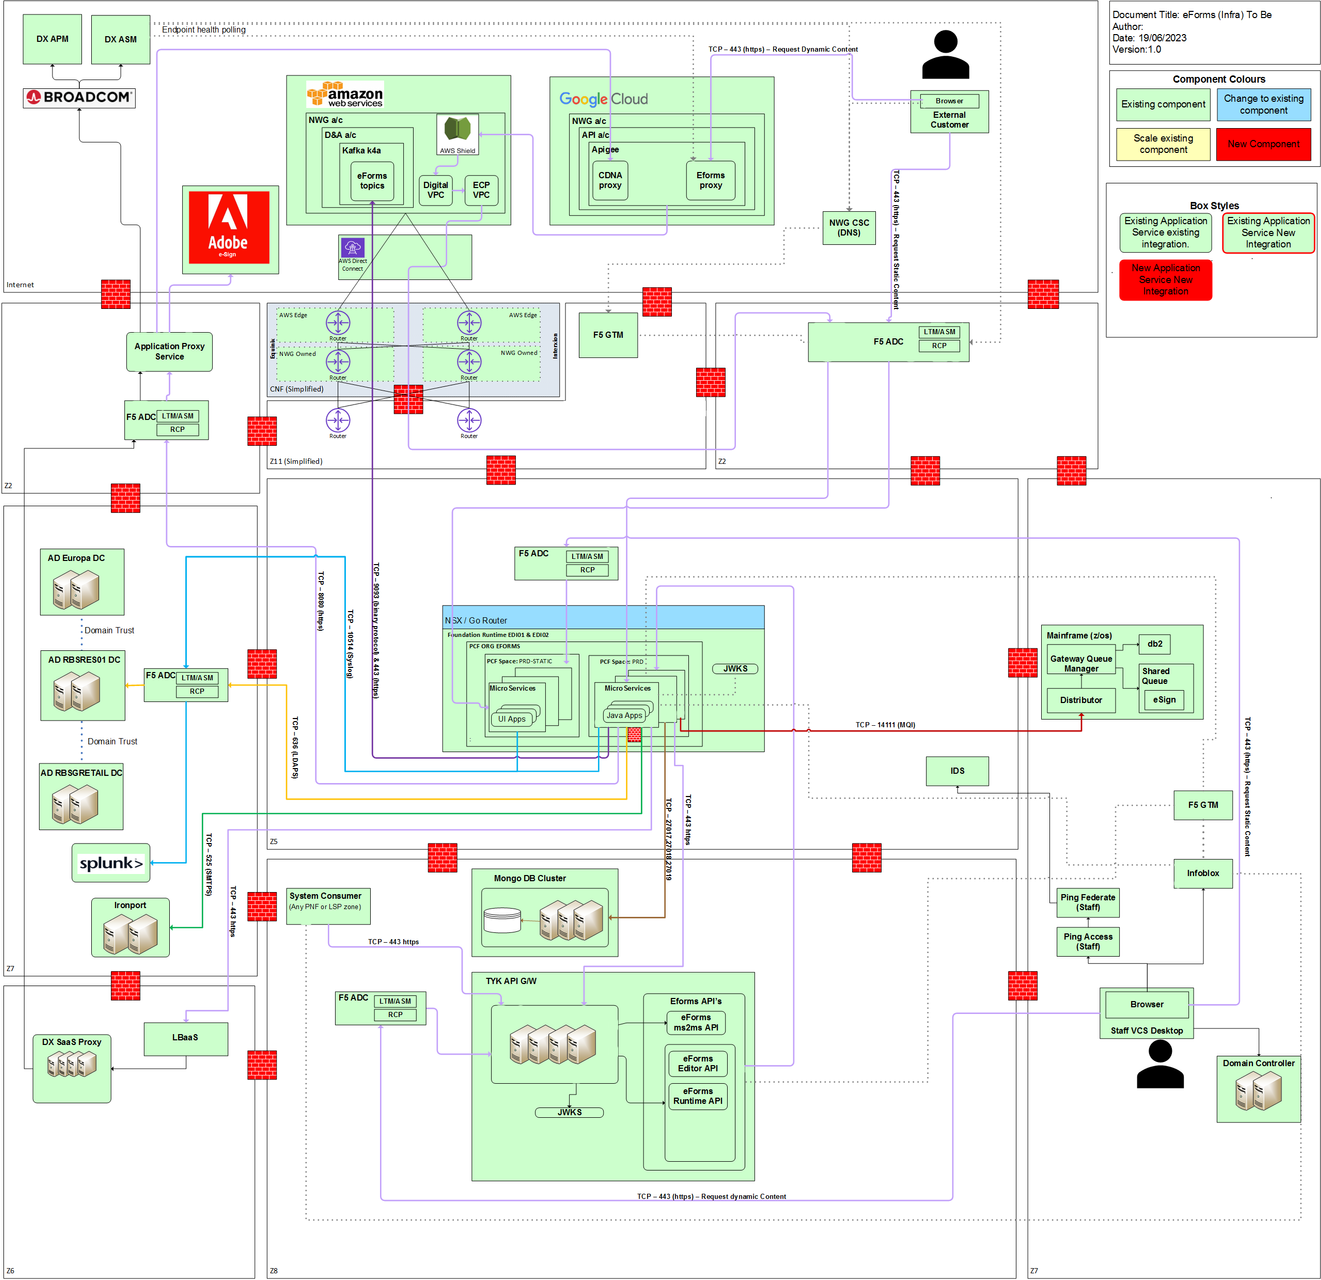 DX APM
DX ASM
Endpoint health polling
BROADCOM
Document Title: eForms (Infra) To Be
Author:
Date: 19/06/2023
Version:1.0
Component Colours
Existing component
Change to existing
component
Scale existing
component
New Component
Box Styles
Existing Application
Service existing
integration.
Existing Application
Service New
Integration
New Application
Service New
Integration
TCP – 443 (https) – Request Dynamic Content
Browser
External
Customer
amazon
web services
NWG a/c
D&A a/c
Kafka k4a
eForms
topics
AWS Shield
Digital
VPC
ECP
VPC
Google Cloud
NWG a/c
API a/c
Apigee
CDNA
proxy
Eforms
proxy
NWG CSC
(DNS)
TCP – 443 (https) – Request Static Content
Adobe
e-Sign
AWS Direct
Connect
Internet
Application Proxy
Service
F5 ADC
LTM/ASM
RCP
Z2
AWS Edge
Router
AWS Edge
Router
Equinix
NWG Owned
Router
NWG Owned
Router
Interxion
CNF (Simplified)
Router
Router
Z11 (Simplified)
F5 GTM
F5 ADC
LTM/ASM
RCP
Z2
AD Europa DC
Domain Trust
AD RBSRES01 DC
Domain Trust
AD RBSGRETAIL DC
F5 ADC
LTM/ASM
RCP
splunk>
Ironport
Z7
TCP – 8080 (https)
TCP – 10514 (Syslog)
TCP – 9093 (binary protocol) & 443 (https)
TCP – 636 (LDAPS)
TCP – 525 (SMTPS)
TCP – 443 https
F5 ADC
LTM/ASM
RCP
NSX / Go Router
Foundation Runtime EDI01 & EDI02
PCF ORG EFORMS
PCF Space: PRD-STATIC
MicroServices
UI Apps
PCF Space: PRD
MicroServices
Java Apps
JWKS
TCP – 14111 (MQI)
TCP – 27017,27018,27019
TCP – 443 https
Z5
Mainframe (z/os)
Gateway Queue
Manager
db2
Shared
Queue
eSign
Distributor
IDS
F5 GTM
Infoblox
TCP – 443 (https) – Request Static Content
Ping Federate
(Staff)
Ping Access
(Staff)
Browser
Staff VCS Desktop
Domain Controller
Z7
DX SaaS Proxy
LBaaS
Z6
System Consumer
(Any PNF or LSP zone)
TCP – 443 https
Mongo DB Cluster
F5 ADC
LTM/ASM
RCP
TYK API G/W
JWKS
Eforms API's
eForms
ms2ms API
eForms
Editor API
eForms
Runtime API
TCP – 443 (https) – Request dynamic Content
Z8